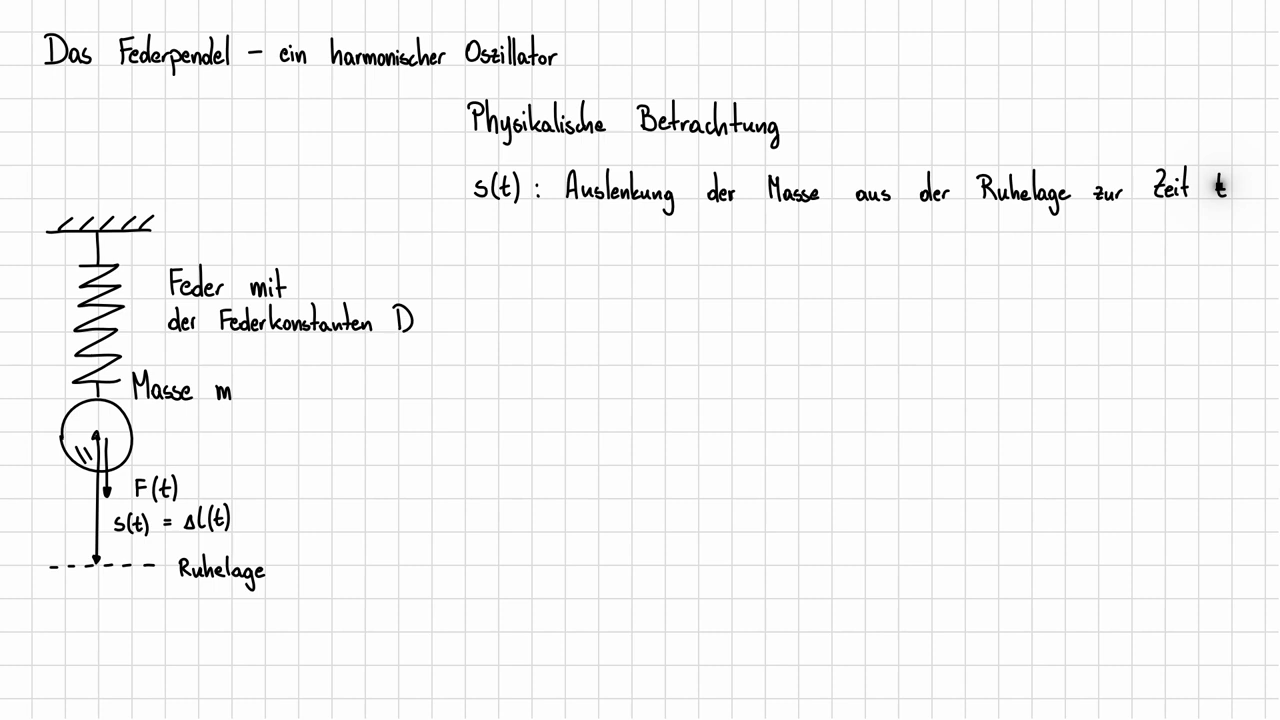 Das Federpendel – ein harmonischer Oszillator
Physikalische Betrachtung
s(t) : Auslenkung der Masse aus der Ruhelage zur Zeit t
Feder mit
der Federkonstanten D
Masse m
F(t)
s(t) = Δl(t)
Ruhelage